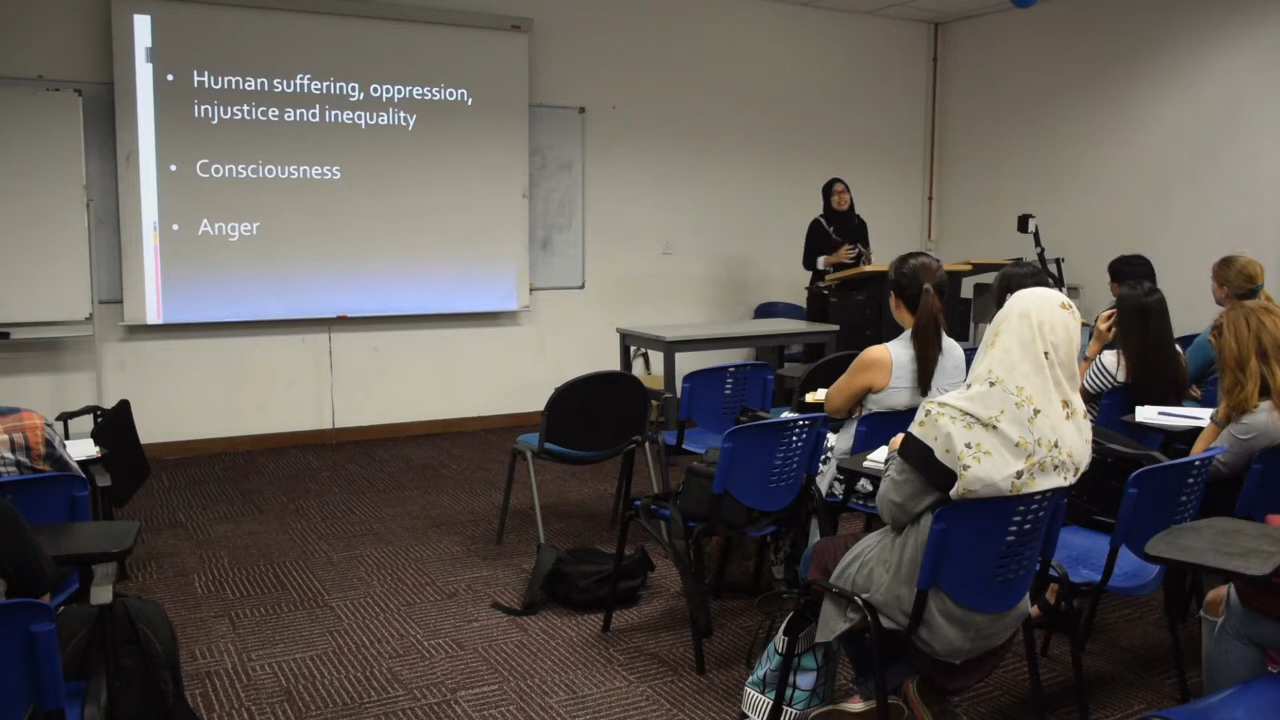 • Human suffering, oppression,
injustice and inequality
• Consciousness
• Anger